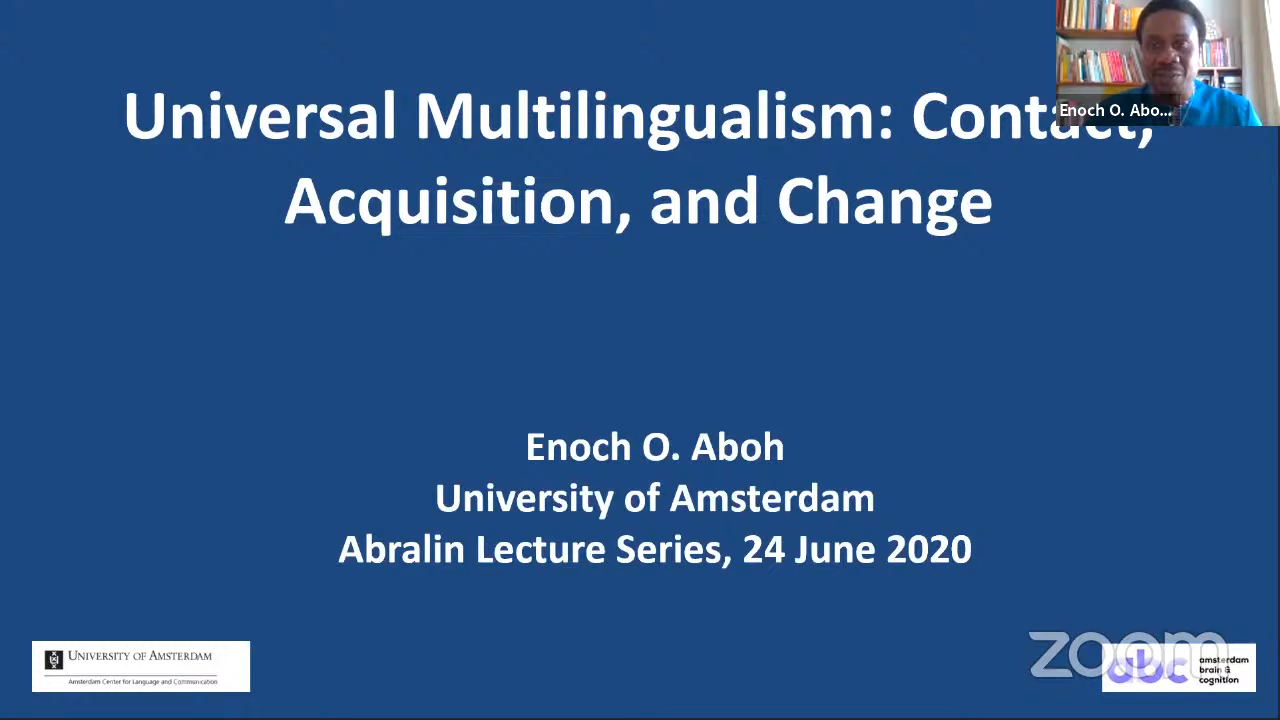 Universal Multilingualism: Contact,
Acquisition, and Change
Enoch O. Abo...
Enoch O. Aboh
University of Amsterdam
Abralin Lecture Series, 24 June 2020
UNIVERSITY OF AMSTERDAM
Amsterdam Center for Language and Communication
zoom
abc
amsterdam
brain &
cognition